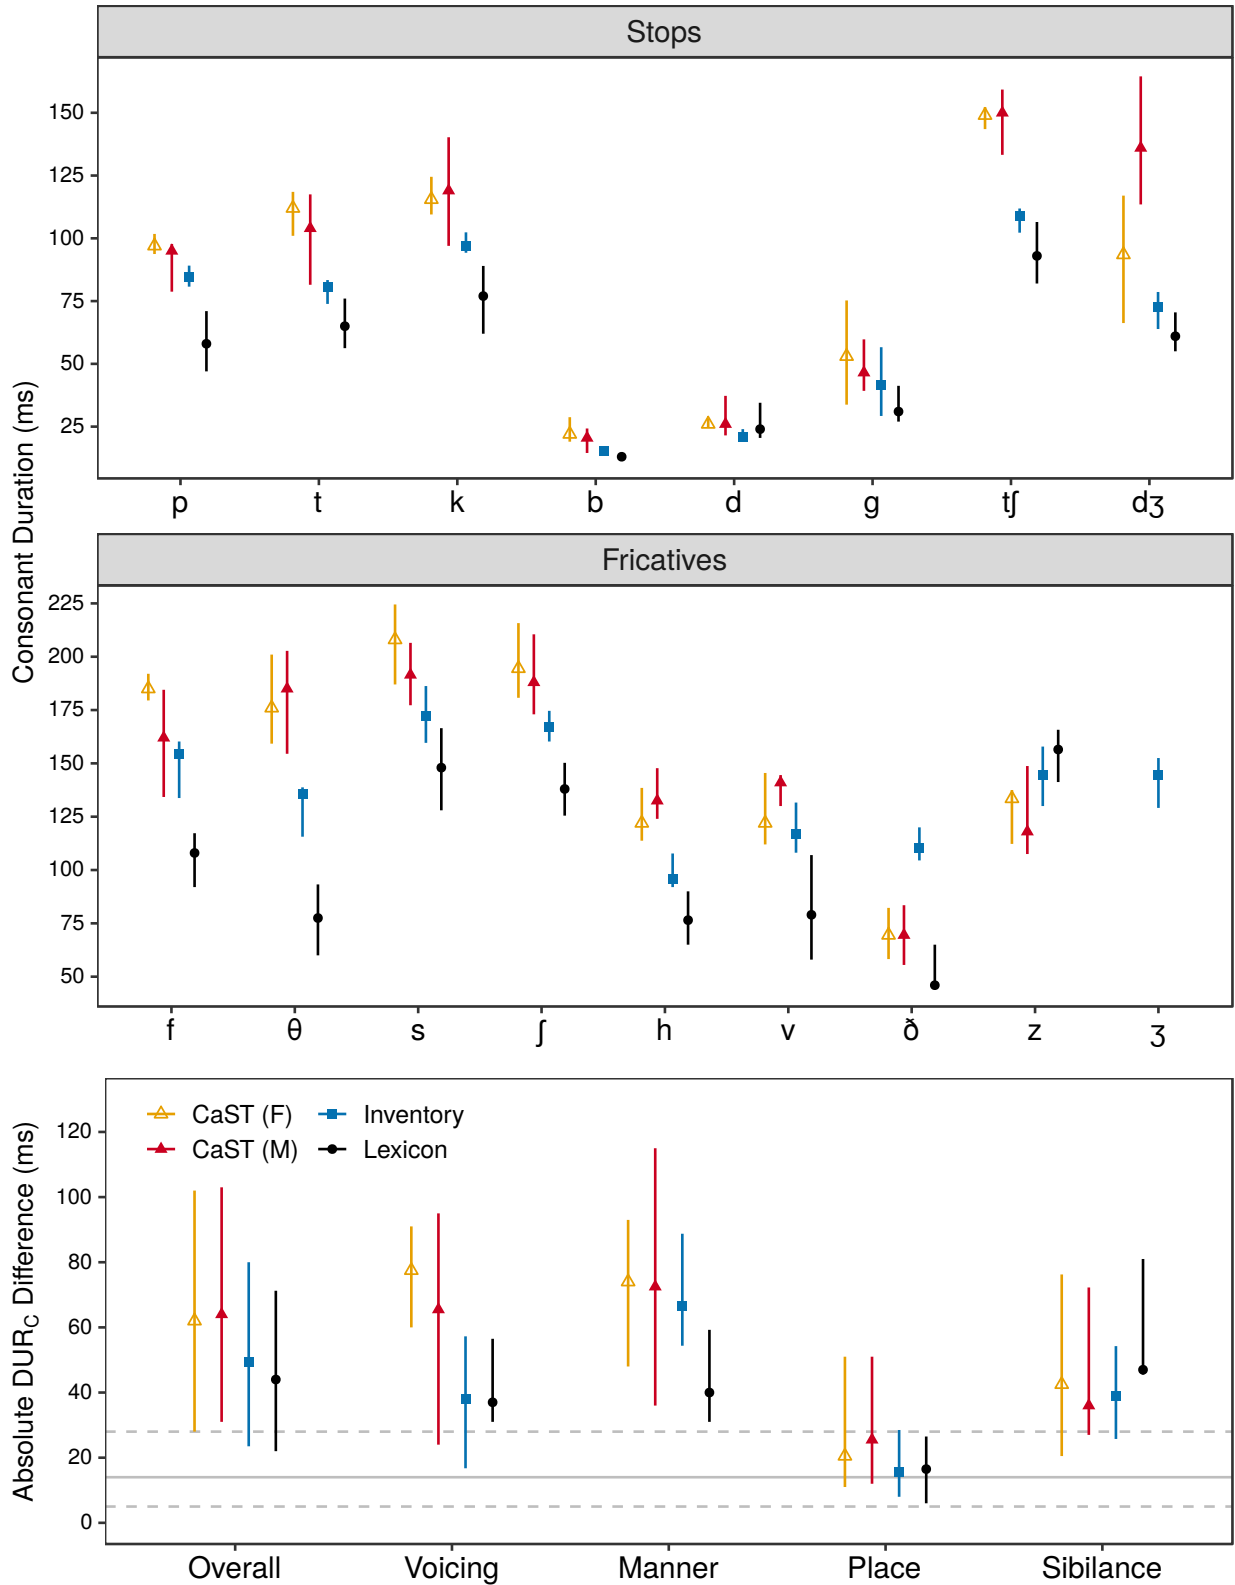 Stops
Consonant Duration (ms)
150
125
100
75
50
25
p t k b d g tʃ dʒ
Fricatives
225
200
175
150
125
100
75
50
f θ s ʃ h v ð z ʒ
Absolute DURC Difference (ms)
CaST (F) Inventory
CaST (M) Lexicon
120
100
80
60
40
20
0
Overall Voicing Manner Place Sibilance